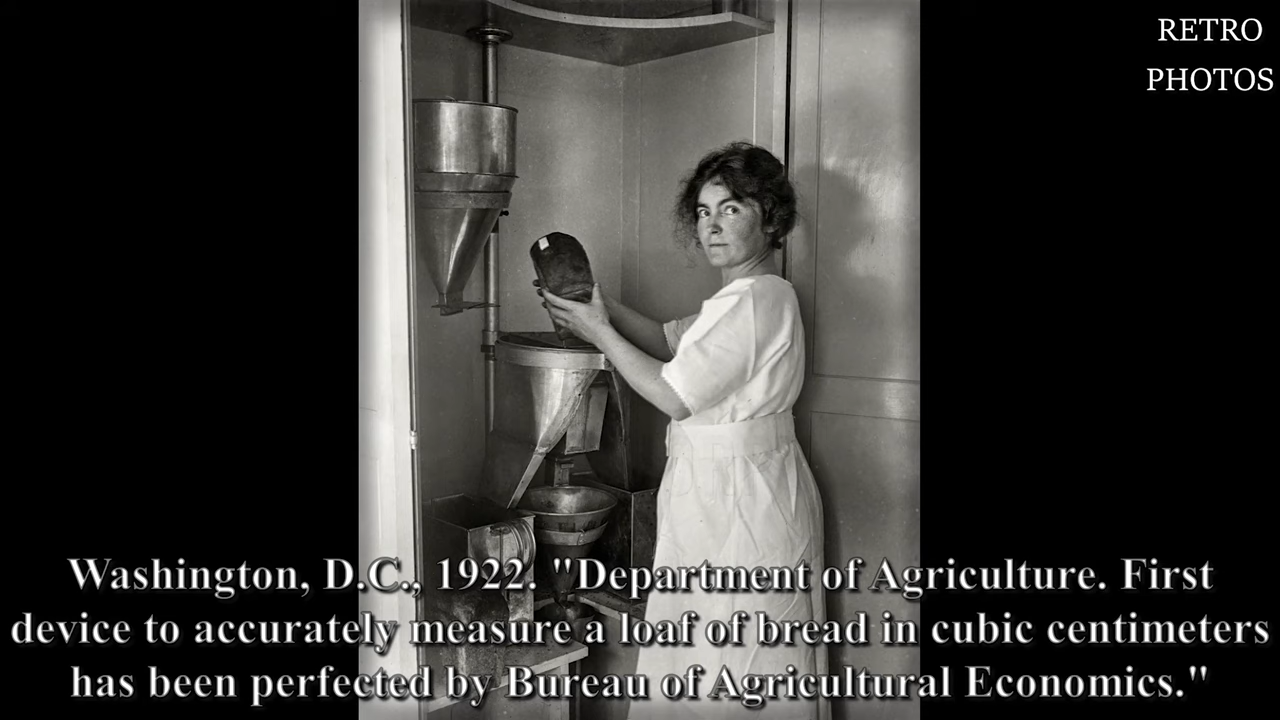 RETRO
PHOTOS
Washington, D.C., 1922. "Department of Agriculture. First
device to accurately measure a loaf of bread in cubic centimeters
has been perfected by Bureau of Agricultural Economics."